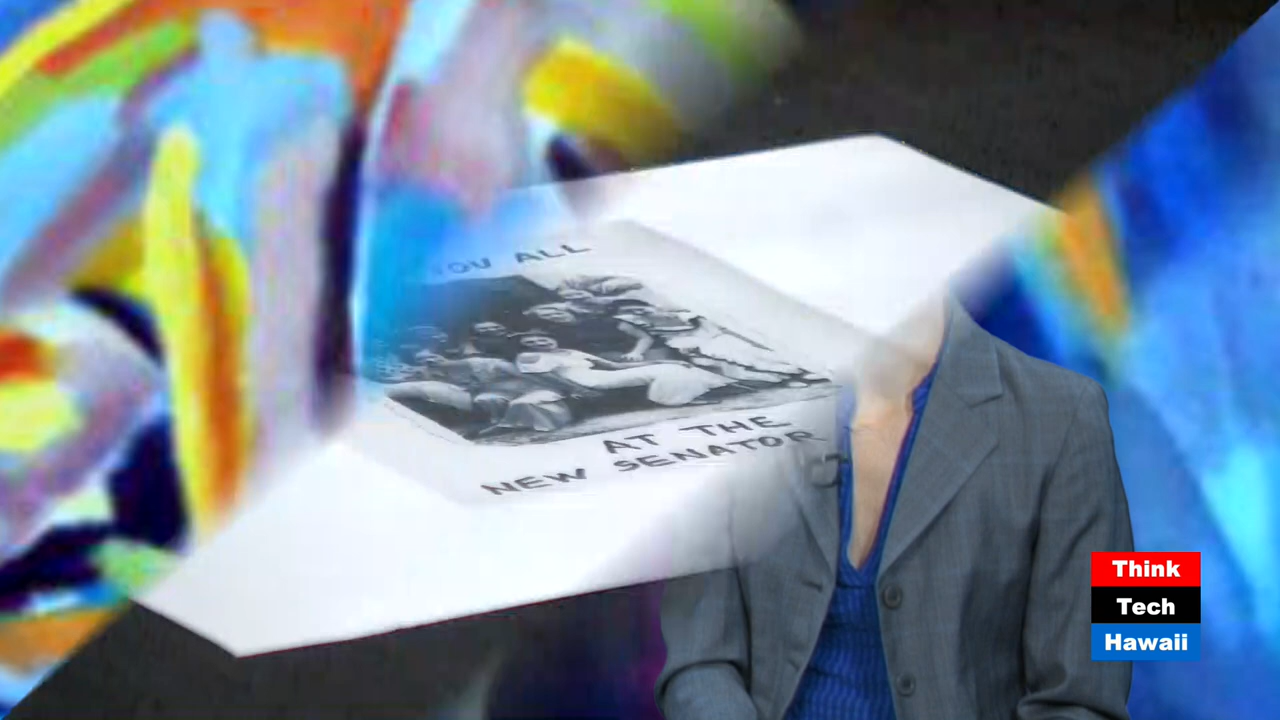 YOU ALL
AT THE
NEW SENATOR
Think
Tech
Hawaii